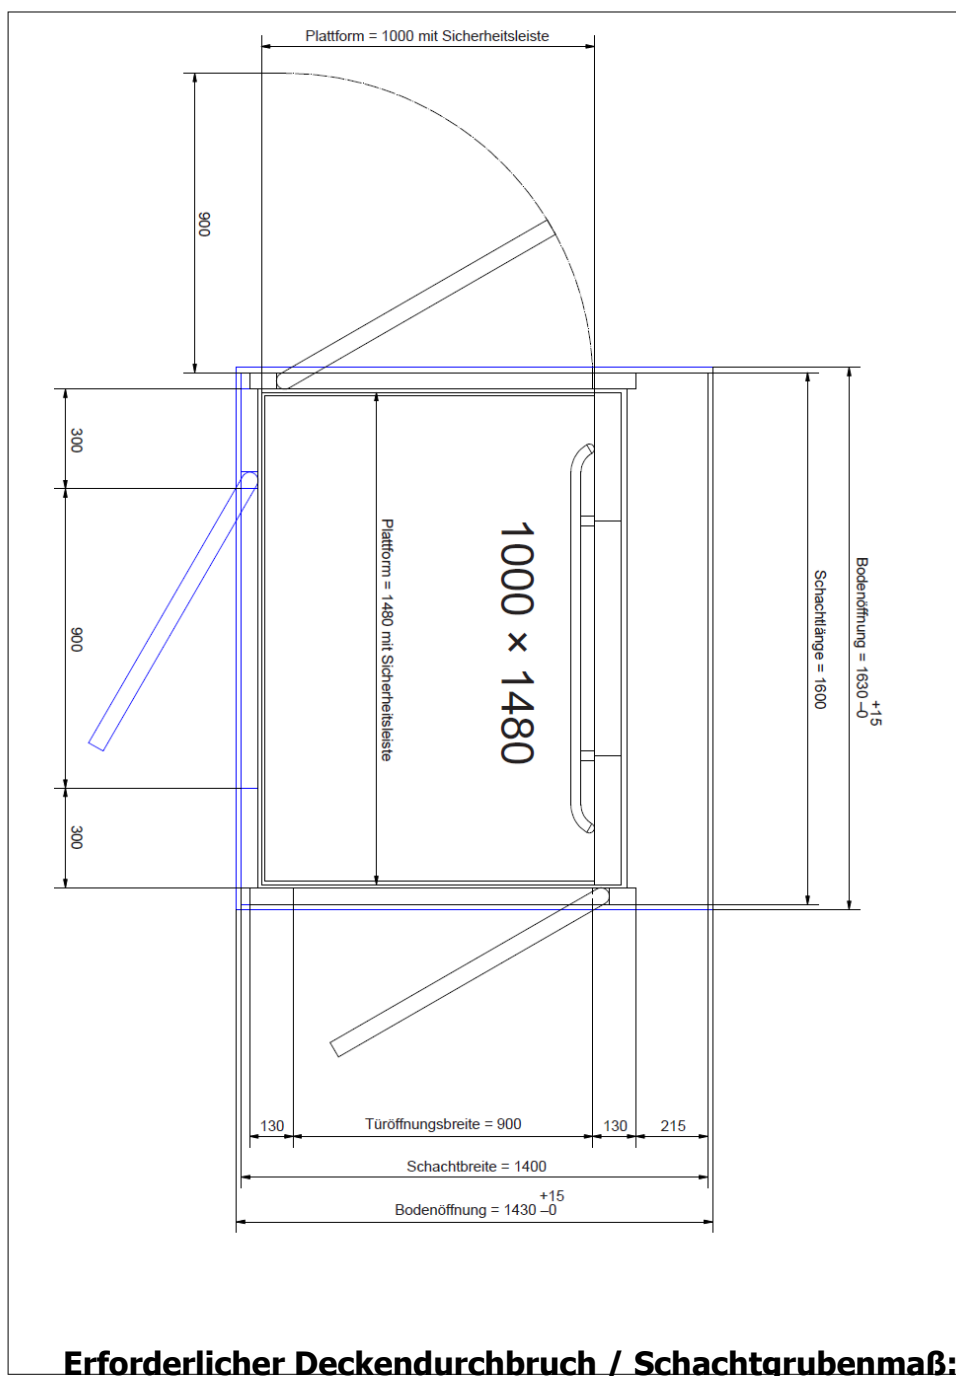 Plattform = 1000 mit Sicherheitsleiste
900
300
900
300
Plattform = 1480 mit Sicherheitsleiste
1000 × 1480
Schachtlänge = 1600
Bodenöffnung = 1630 +15 –0
130
Türöffnungsbreite = 900
130
215
Schachtbreite = 1400
Bodenöffnung = 1430 +15 –0
Erforderlicher Deckendurchbruch / Schachtgrubenmaß: